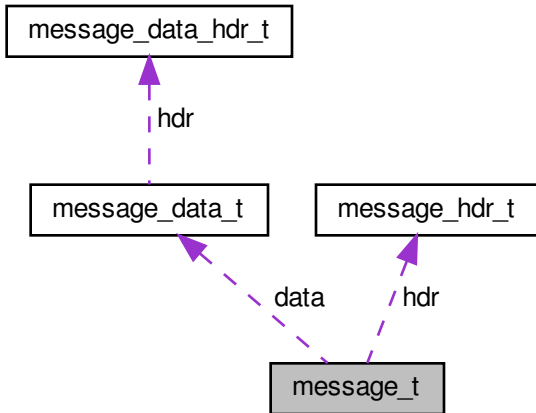 message_data_hdr_t
hdr
message_data_t
message_hdr_t
data
hdr
message_t